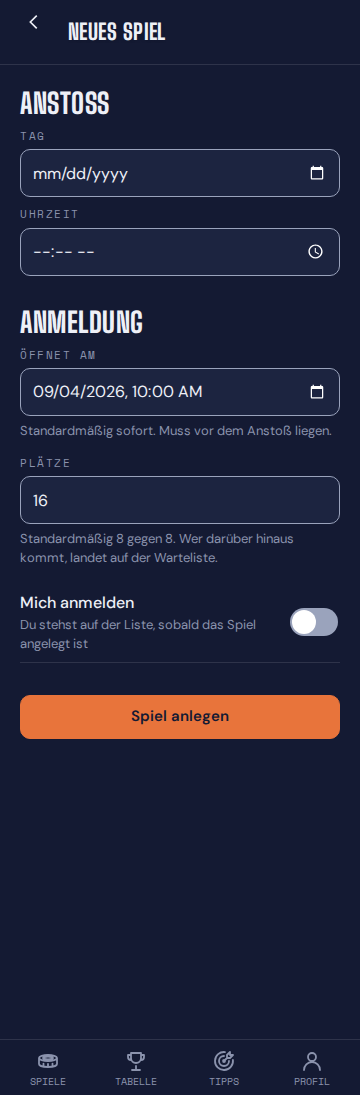 NEUES SPIEL
ANSTOSS
TAG
mm/dd/yyyy
UHRZEIT
--:-- --
ANMELDUNG
ÖFFNET AM
09/04/2026, 10:00 AM
Standardmäßig sofort. Muss vor dem Anstoß liegen.
PLÄTZE
16
Standardmäßig 8 gegen 8. Wer darüber hinaus
kommt, landet auf der Warteliste.
Mich anmelden
Du stehst auf der Liste, sobald das Spiel
angelegt ist
Spiel anlegen
SPIELE TABELLE TIPPS PROFIL